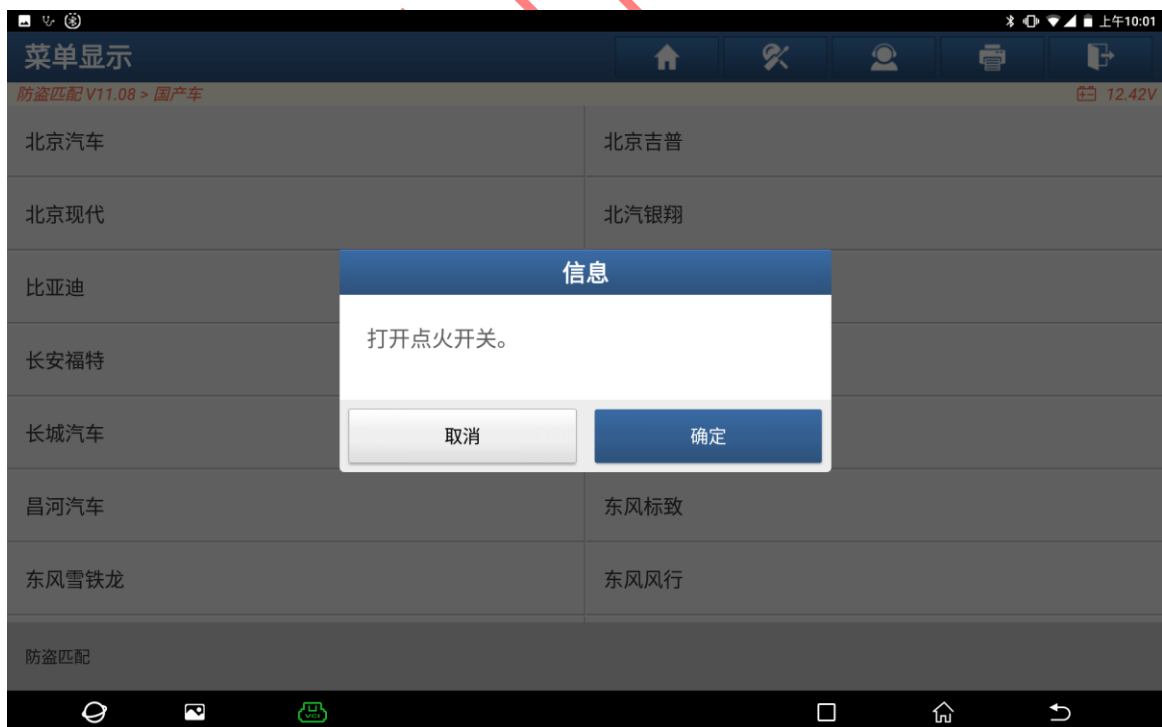 上午10:01
菜单显示
防盗匹配 V11.08 > 国产车
12.42V
北京汽车
北京吉普
北京现代
北汽银翔
比亚迪
信息
打开点火开关。
长安福特
长城汽车
取消
确定
昌河汽车
东风标致
东风雪铁龙
东风风行
防盗匹配
VCI